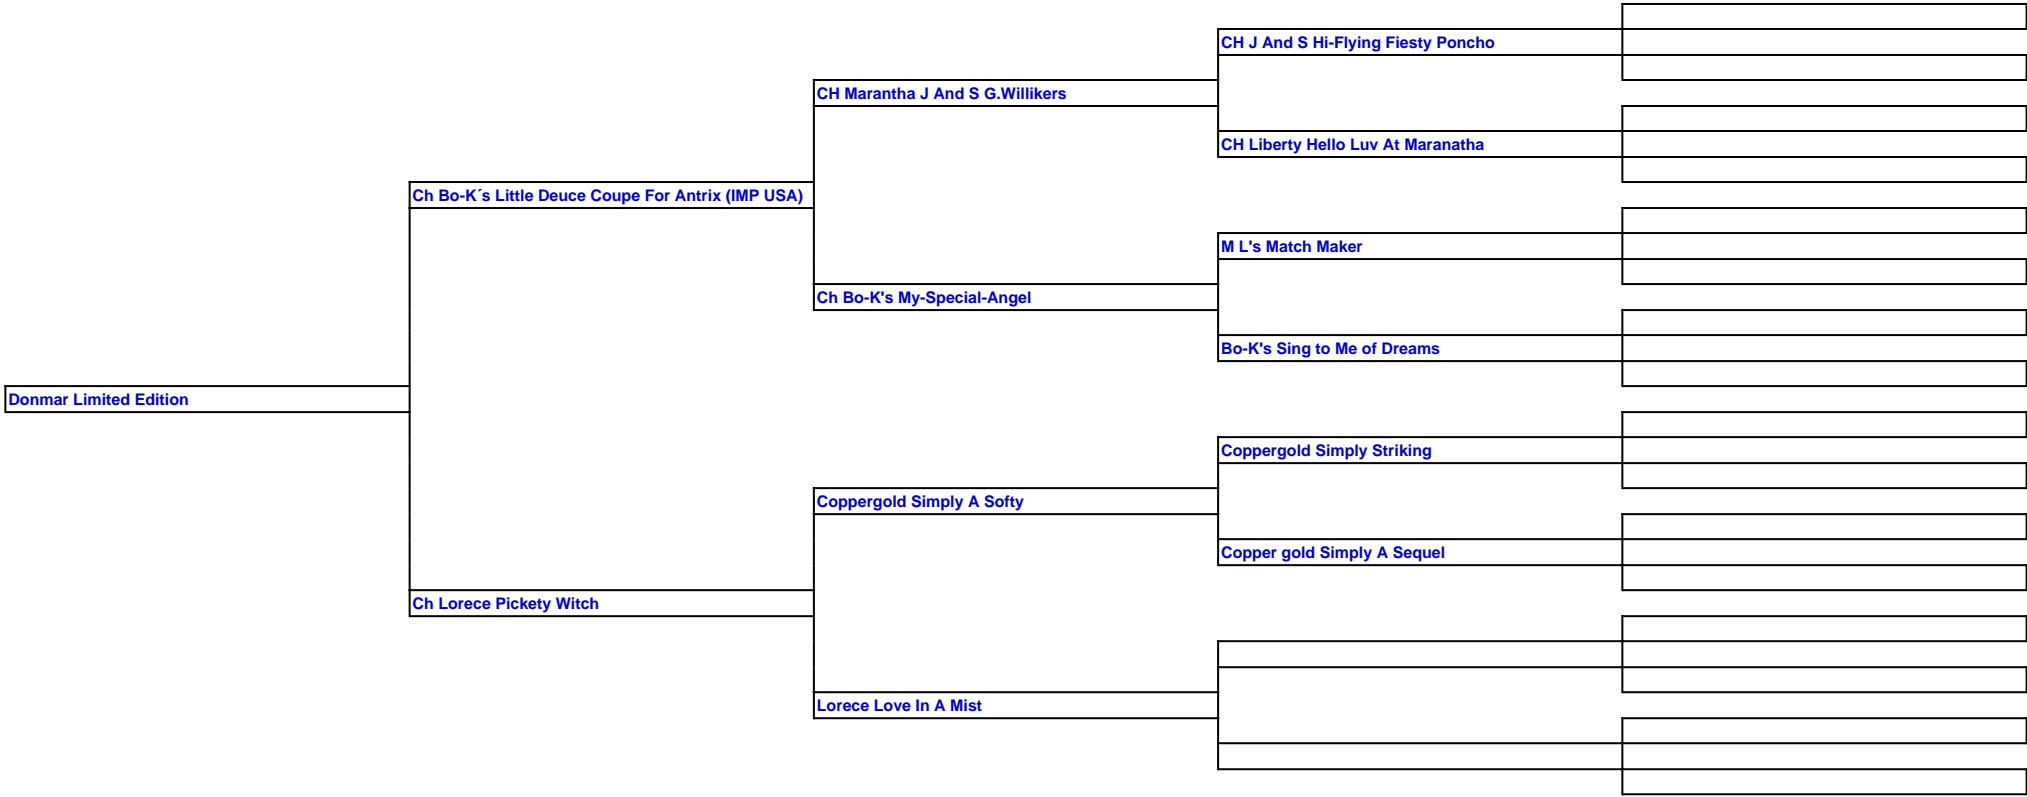 CH J And S Hi-Flying Fiesty Poncho
CH Marantha J And S G.Willikers
CH Liberty Hello Luv At Maranatha
Ch Bo-K´s Little Deuce Coupe For Antrix (IMP USA)
M L's Match Maker
Ch Bo-K's My-Special-Angel
Bo-K's Sing to Me of Dreams
Donmar Limited Edition
Coppergold Simply Striking
Coppergold Simply A Softy
Copper gold Simply A Sequel
Ch Lorece Pickety Witch
Lorece Love In A Mist